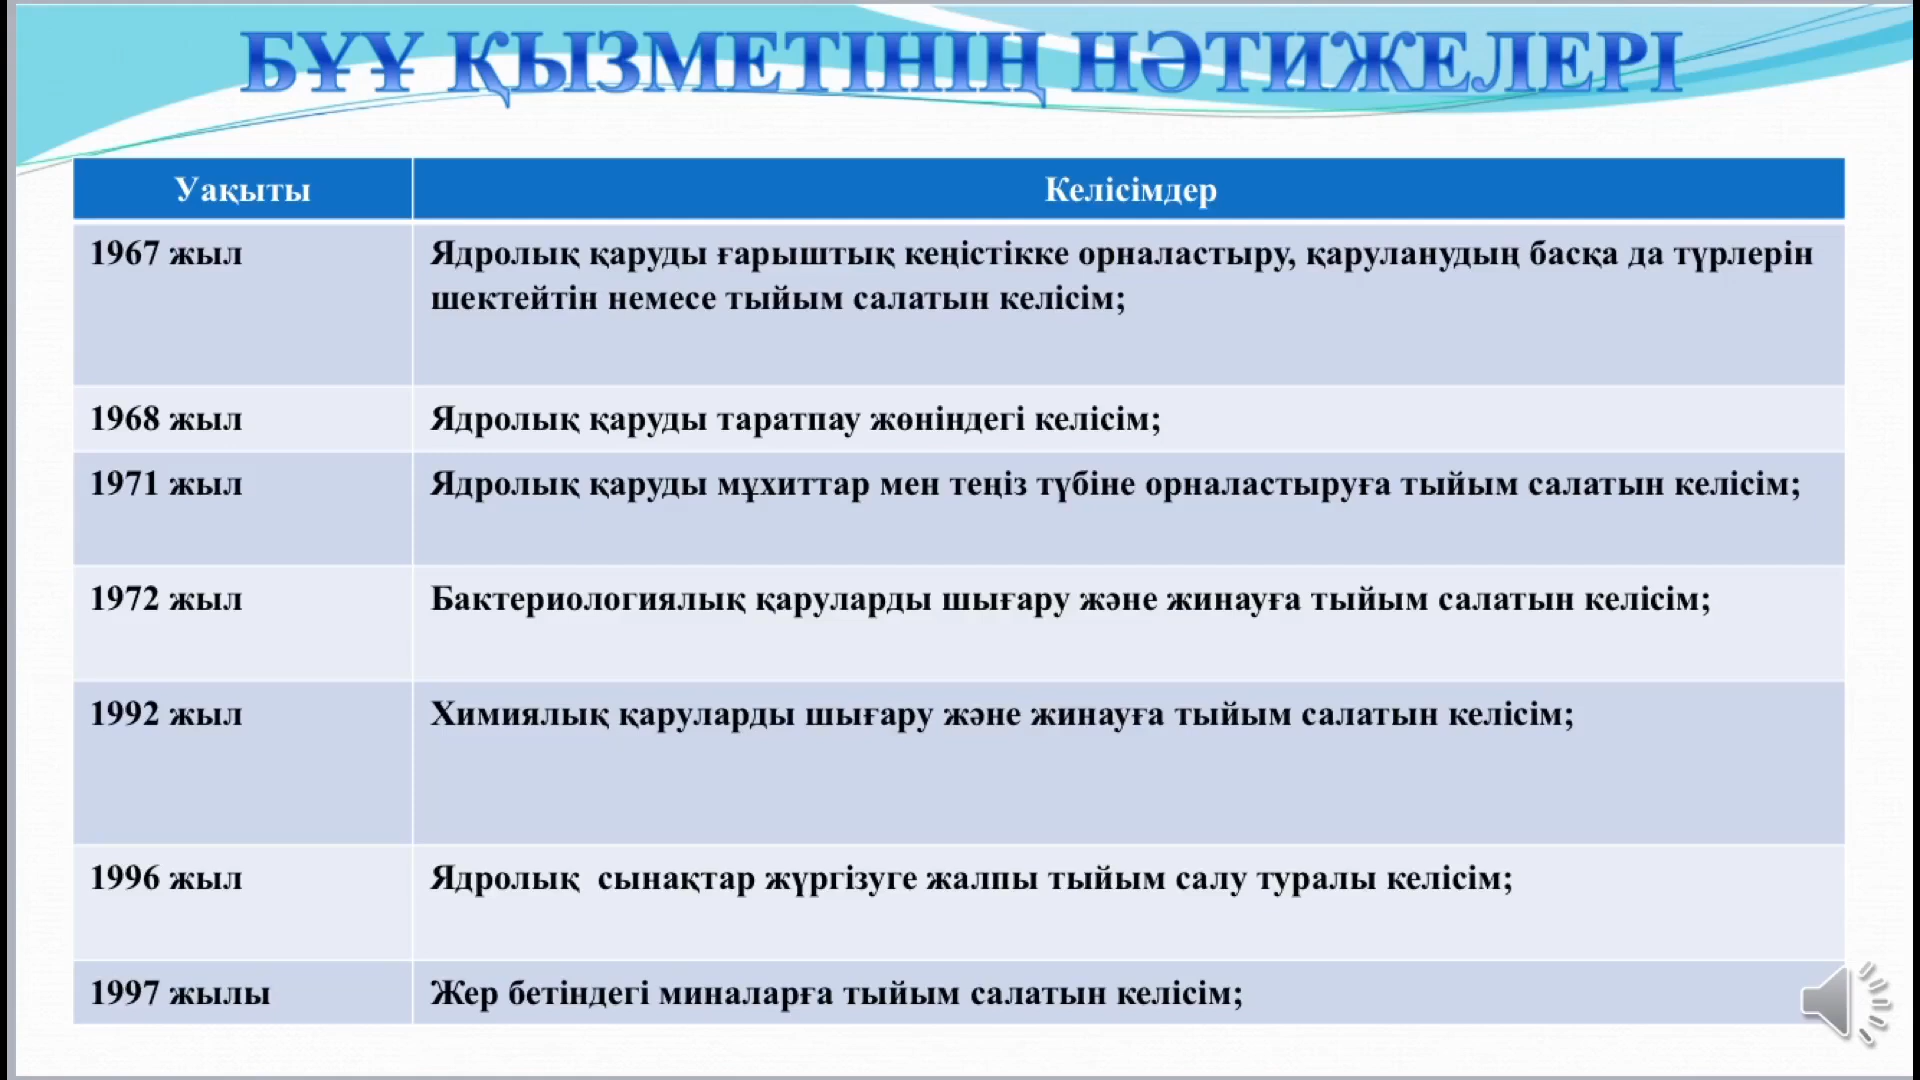 БҰҰ ҚЫЗМЕТІНІҢ НӘТИЖЕЛЕРІ
Уақыты Келісімдер
1967 жыл Ядролық қаруды ғарыштық кеңістікке орналастыру, қаруланудың басқа да түрлерін
шектейтін немесе тыйым салатын келісім;
1968 жыл Ядролық қаруды таратпау жөніндегі келісім;
1971 жыл Ядролық қаруды мұхиттар мен теңіз түбіне орналастыруға тыйым салатын келісім;
1972 жыл Бактериологиялық қаруларды шығару және жинауға тыйым салатын келісім;
1992 жыл Химиялық қаруларды шығару және жинауға тыйым салатын келісім;
1996 жыл Ядролық  сынақтар жүргізуге жалпы тыйым салу туралы келісім;
1997 жылы Жер бетіндегі миналарға тыйым салатын келісім;